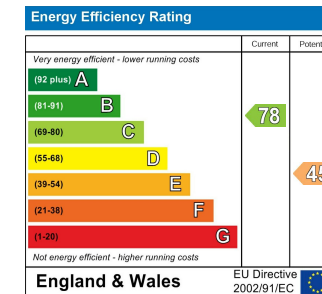 Energy Efficiency Rating
Current
Very energy efficient - lower running costs
(92 plus) A
(81-91) B
(69-80) C
(55-68) D
(39-54) E
(21-38) F
(1-20) G
78
Not energy efficient - higher running costs
England & Wales
EU Directive
2002/91/EC